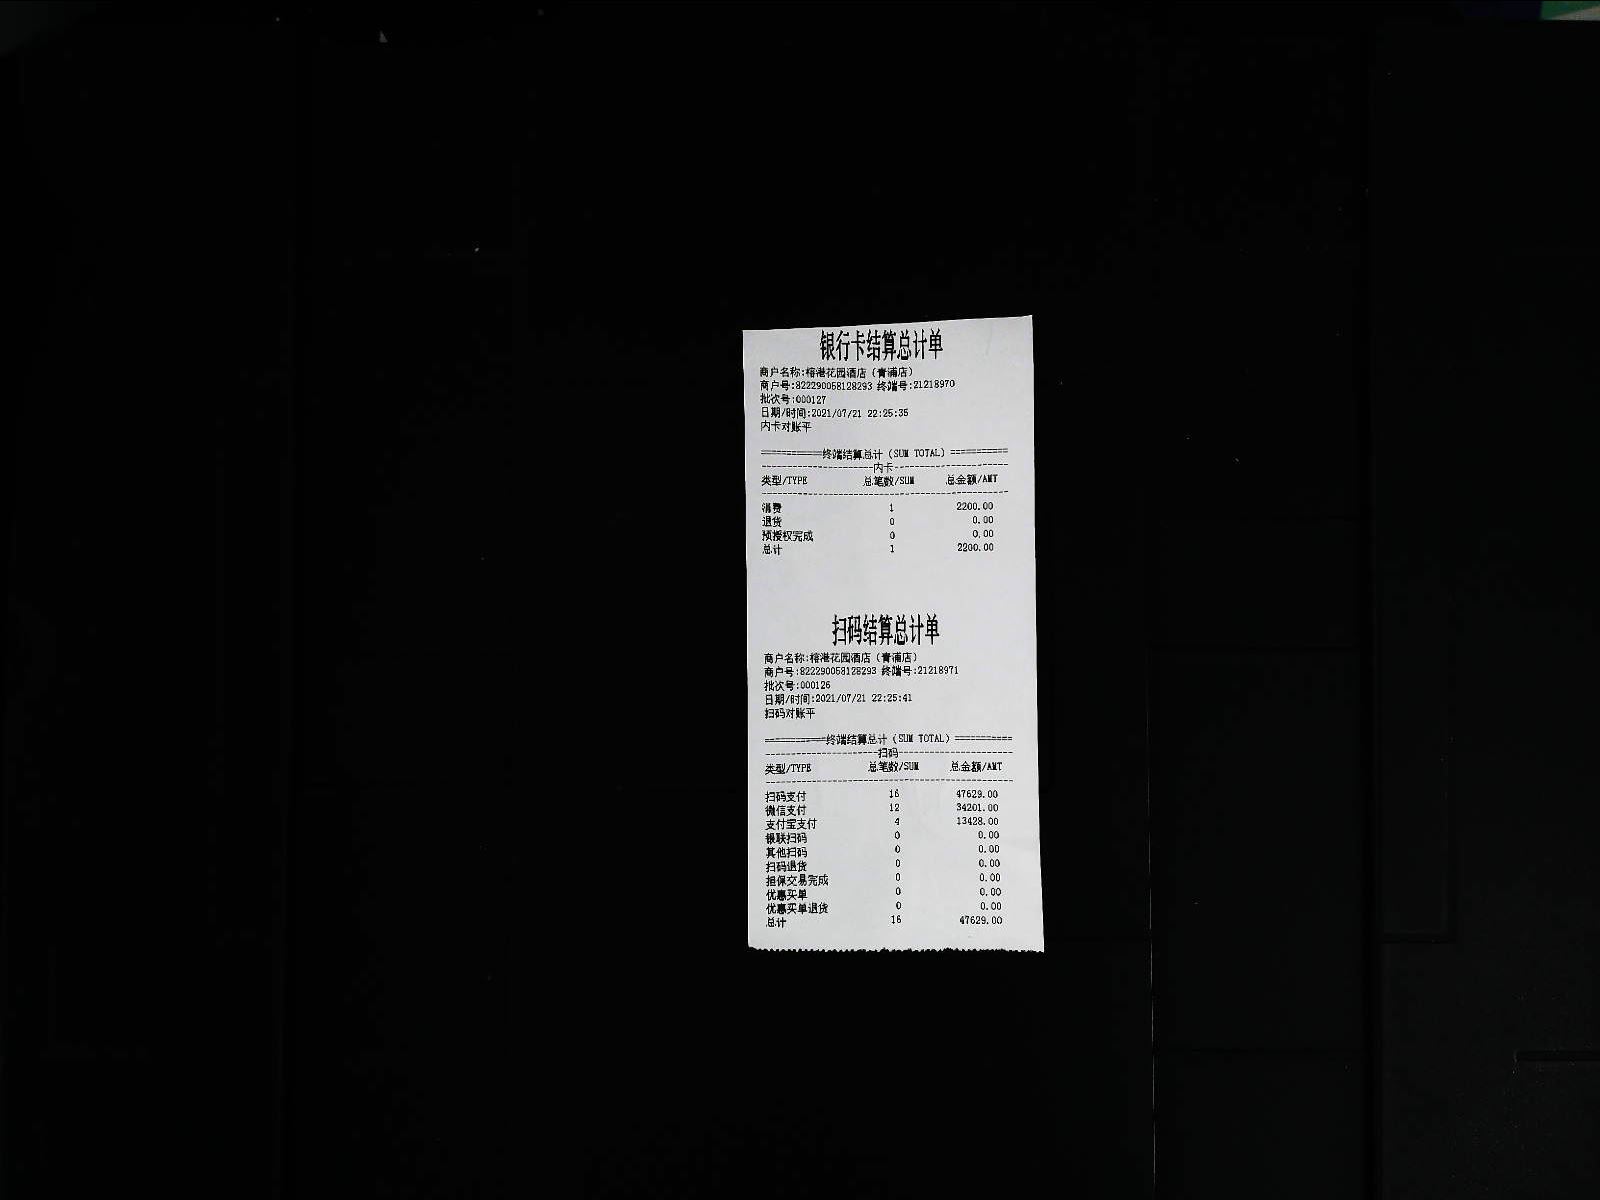 银行卡结算总计单
商户名称:榕港花园酒店（青浦店）
商户号:822290058128293 终端号:21218970
批次号:000127
日期/时间:2021/07/21 22:25:35
内卡对账平
============终端结算总计（SUM TOTAL）===========
----------------------内卡----------------------
类型/TYPE 总笔数/SUM 总金额/AMT
消费 1 2200.00
退货 0 0.00
预授权完成 0 0.00
总计 1 2200.00
扫码结算总计单
商户名称:榕港花园酒店（青浦店）
商户号:822290058128293 终端号:21218971
批次号:000126
日期/时间:2021/07/21 22:25:41
扫码对账平
============终端结算总计（SUM TOTAL）===========
----------------------扫码----------------------
类型/TYPE 总笔数/SUM 总金额/AMT
扫码支付 16 47629.00
微信支付 12 34201.00
支付宝支付 4 13428.00
银联扫码 0 0.00
其他扫码 0 0.00
扫码退货 0 0.00
担保交易完成 0 0.00
优惠买单 0 0.00
优惠买单退货 0 0.00
总计 16 47629.00